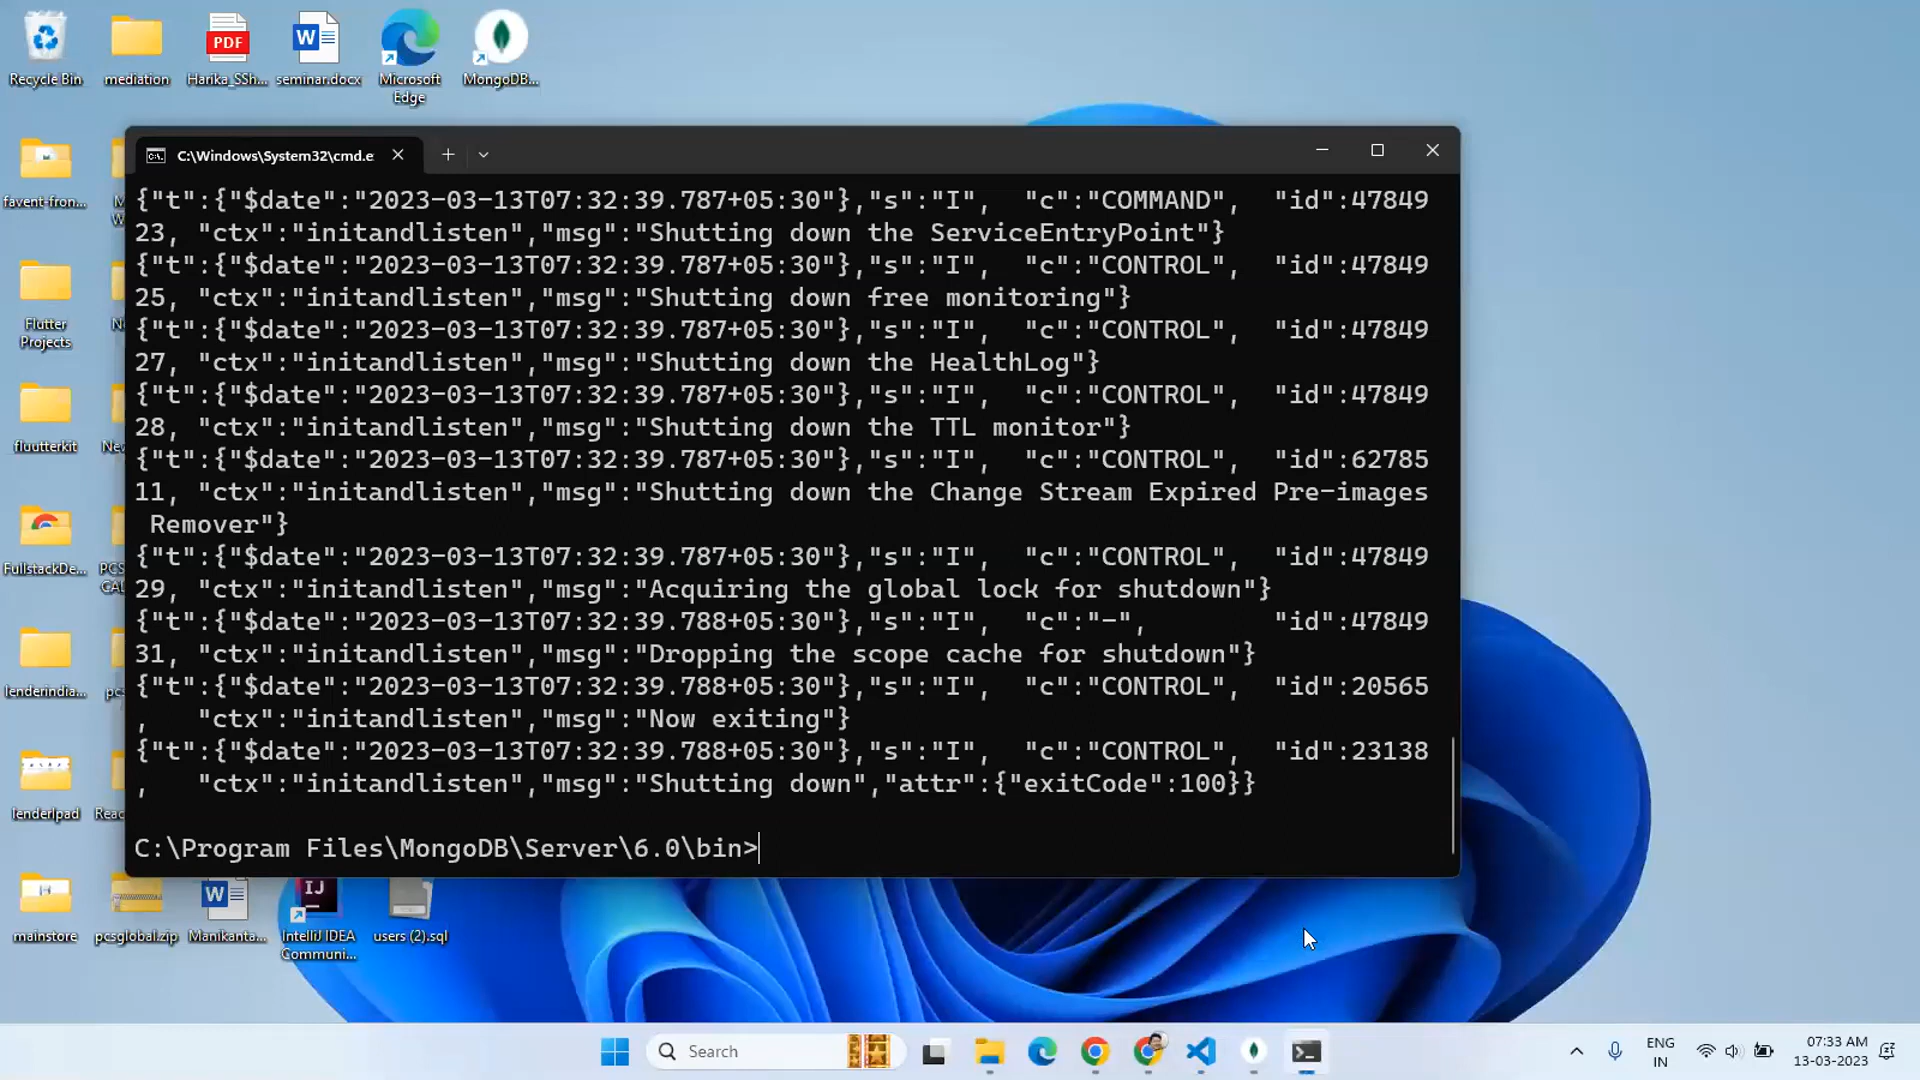 Recycle Bin
mediation
PDF
Harika_SSh...
seminar.docx
Microsoft
Edge
MongoDB...
C:\Windows\System32\cmd.e
{"t":{"$date":"2023-03-13T07:32:39.787+05:30"},"s":"I",  "c":"COMMAND",  "id":47849
23, "ctx":"initandlisten","msg":"Shutting down the ServiceEntryPoint"}
{"t":{"$date":"2023-03-13T07:32:39.787+05:30"},"s":"I",  "c":"CONTROL",  "id":47849
25, "ctx":"initandlisten","msg":"Shutting down free monitoring"}
{"t":{"$date":"2023-03-13T07:32:39.787+05:30"},"s":"I",  "c":"CONTROL",  "id":47849
27, "ctx":"initandlisten","msg":"Shutting down the HealthLog"}
{"t":{"$date":"2023-03-13T07:32:39.787+05:30"},"s":"I",  "c":"CONTROL",  "id":47849
28, "ctx":"initandlisten","msg":"Shutting down the TTL monitor"}
{"t":{"$date":"2023-03-13T07:32:39.787+05:30"},"s":"I",  "c":"CONTROL",  "id":62785
11, "ctx":"initandlisten","msg":"Shutting down the Change Stream Expired Pre-images
 Remover"}
{"t":{"$date":"2023-03-13T07:32:39.787+05:30"},"s":"I",  "c":"CONTROL",  "id":47849
29, "ctx":"initandlisten","msg":"Acquiring the global lock for shutdown"}
{"t":{"$date":"2023-03-13T07:32:39.788+05:30"},"s":"I",  "c":"-",        "id":47849
31, "ctx":"initandlisten","msg":"Dropping the scope cache for shutdown"}
{"t":{"$date":"2023-03-13T07:32:39.788+05:30"},"s":"I",  "c":"CONTROL",  "id":20565
,   "ctx":"initandlisten","msg":"Now exiting"}
{"t":{"$date":"2023-03-13T07:32:39.788+05:30"},"s":"I",  "c":"CONTROL",  "id":23138
,   "ctx":"initandlisten","msg":"Shutting down","attr":{"exitCode":100}}
C:\Program Files\MongoDB\Server\6.0\bin>
favent-fron...
Flutter
Projects
fluutterkit
FullstackDe...
lenderindia...
lenderIpad
mainstore
pcsglobal.zip
Manikanta...
IJ
IntelliJ IDEA
Communi...
users (2).sql
Search
ENG
IN
07:33 AM
13-03-2023